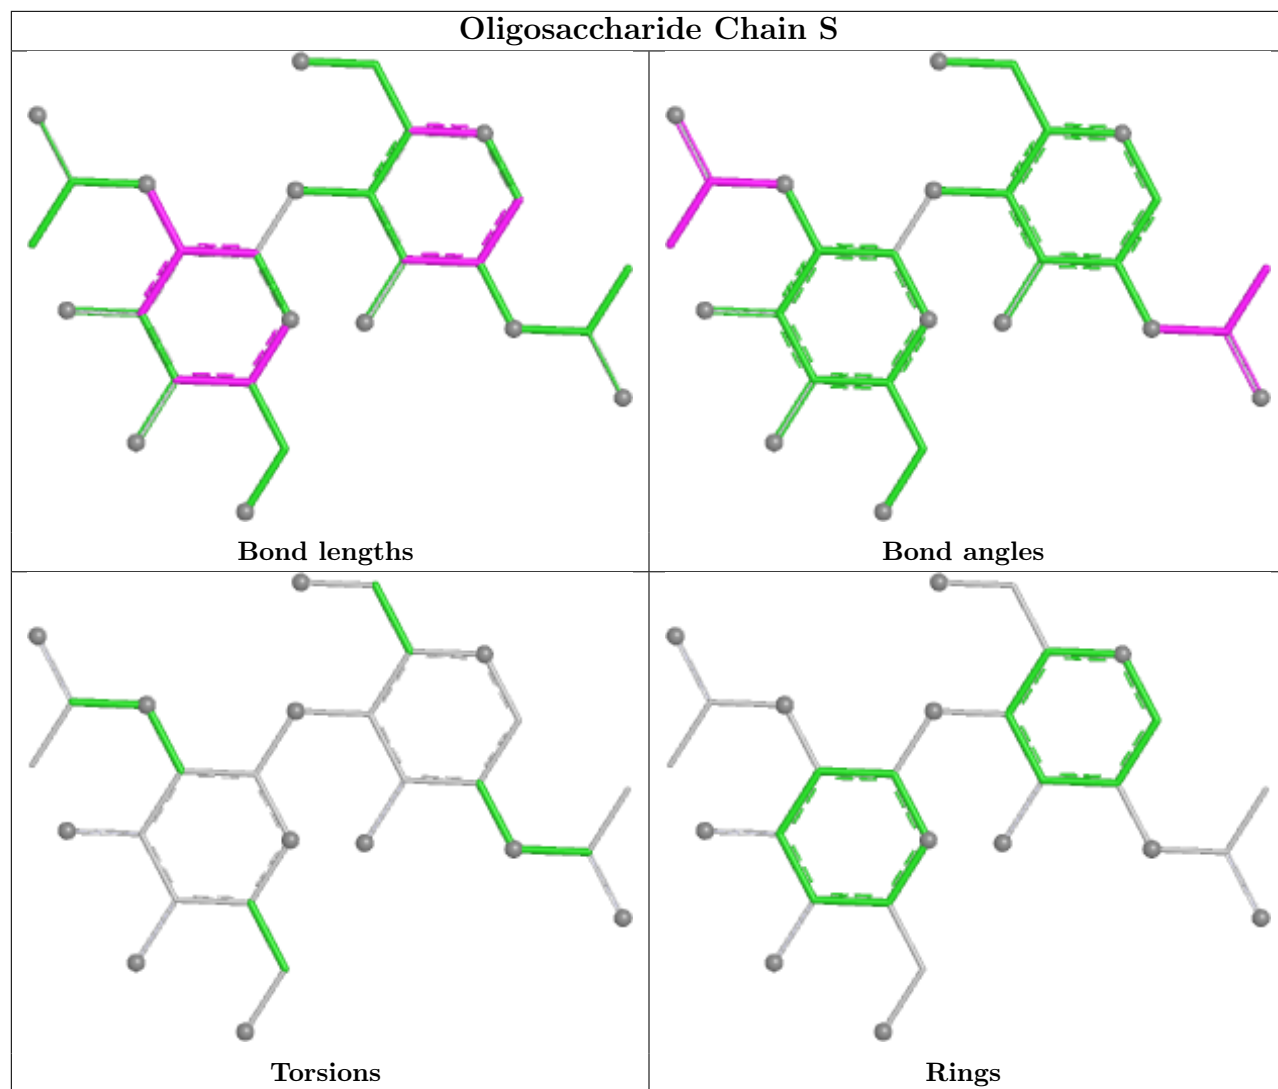 Oligosaccharide Chain S
Bond lengths
Bond angles
Torsions
Rings